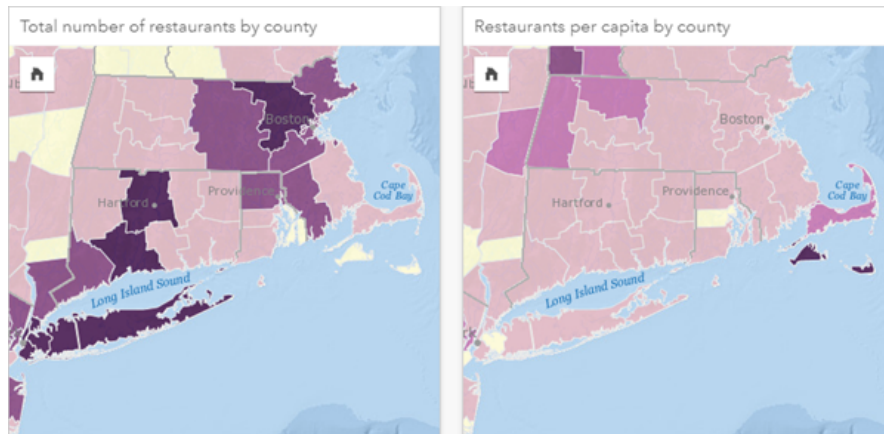 Total number of restaurants by county
Boston
Hartford
Providence
Cape
Cod Bay
Long Island Sound
Restaurants per capita by county
Boston
Hartford
Providence
Cape
Cod Bay
Long Island Sound